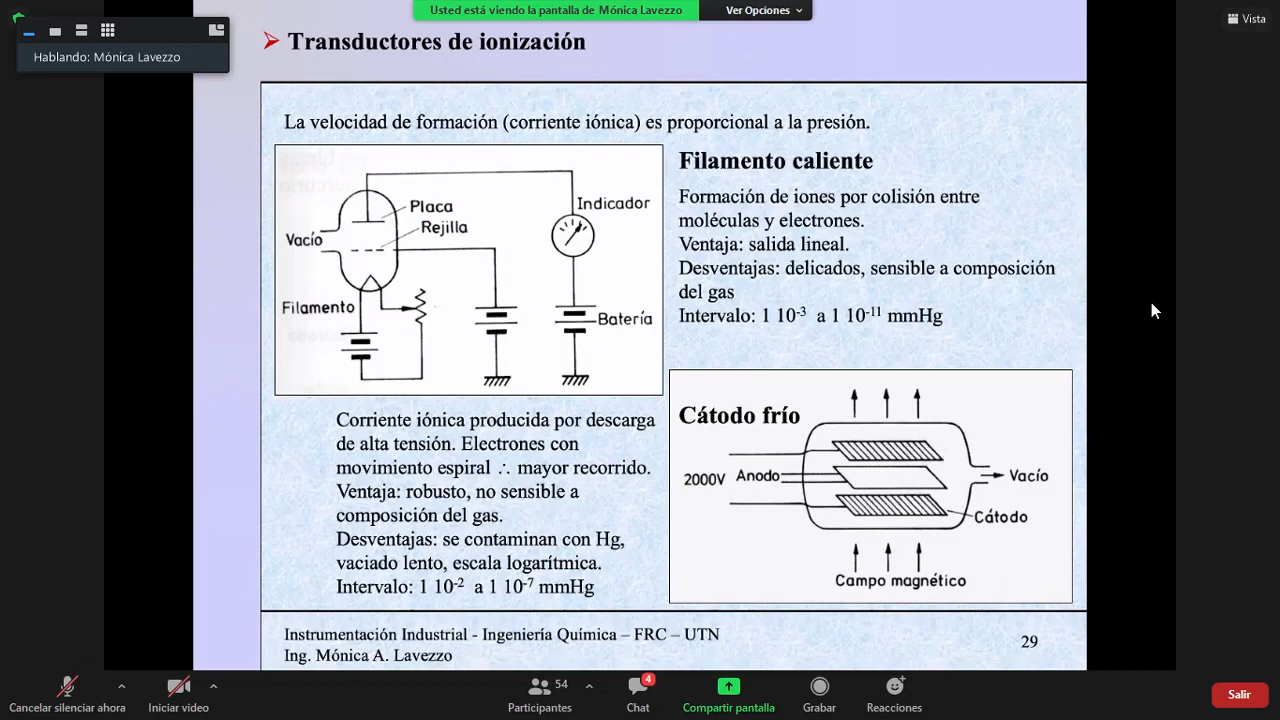 Usted está viendo la pantalla de Mónica Lavezzo
Ver Opciones
Vista
Hablando: Mónica Lavezzo
Transductores de ionización
La velocidad de formación (corriente iónica) es proporcional a la presión.
Placa
Rejilla
Vacío
Filamento
Indicador
Batería
Filamento caliente
Formación de iones por colisión entre
moléculas y electrones.
Ventaja: salida lineal.
Desventajas: delicados, sensible a composición
del gas
Intervalo: 1 10⁻³ a 1 10⁻¹¹ mmHg
Corriente iónica producida por descarga
de alta tensión. Electrones con
movimiento espiral ∴ mayor recorrido.
Ventaja: robusto, no sensible a
composición del gas.
Desventajas: se contaminan con Hg,
vaciado lento, escala logarítmica.
Intervalo: 1 10⁻² a 1 10⁻⁷ mmHg
Cátodo frío
2000V
Anodo
Vacío
Cátodo
Campo magnético
Instrumentación Industrial - Ingeniería Química – FRC – UTN
Ing. Mónica A. Lavezzo
29
Cancelar silenciar ahora
Iniciar video
54
Participantes
4
Chat
Compartir pantalla
Grabar
Reacciones
Salir